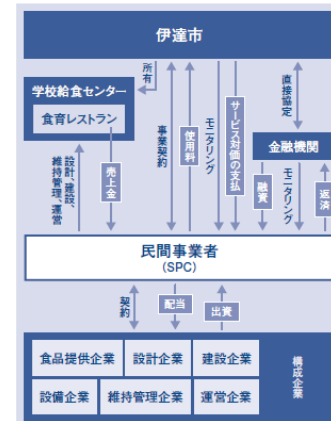 伊達市
所有
学校給食センター
食育レストラン
設計、建設、
維持管理、運営
売上金
事業契約
使用料
モニタリング
サービス対価の支払
直接協定
金融機関
融資
モニタリング
返済
民間事業者
(SPC)
契約
配当
出資
食品提供企業
設計企業
建設企業
設備企業
維持管理企業
運営企業
構成企業